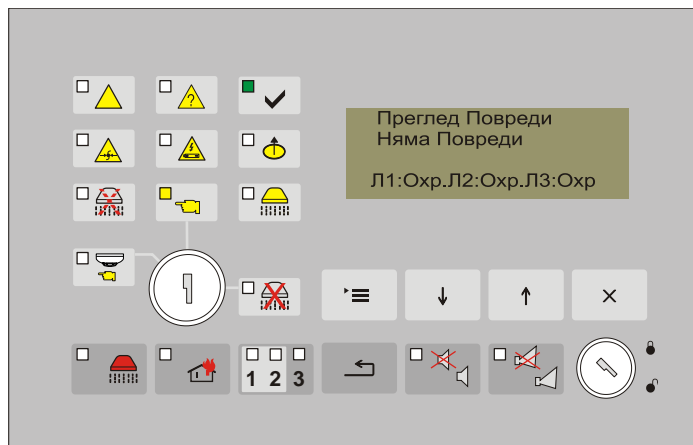 ?
Преглед Повреди
Няма Повреди
Л1:Охр.Л2:Охр.Л3:Охр
1 2 3